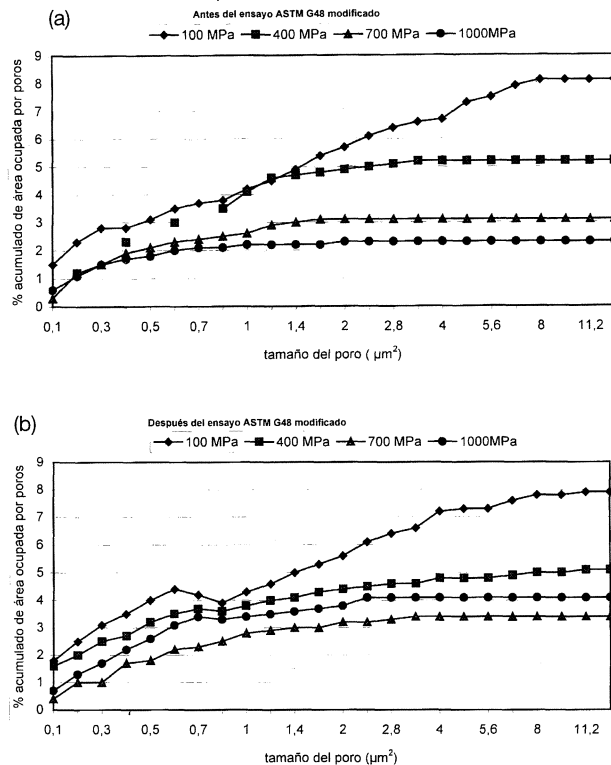 (a)
Antes del ensayo ASTM G48 modificado
100 MPa 400 MPa 700 MPa 1000MPa
% acumulado de área ocupada por poros
9
8
7
6
5
4
3
2
1
0
0,1 0,3 0,5 0,7 1 1,4 2 2,8 4 5,6 8 11,2
tamaño del poro ( µm²)
(b)
Después del ensayo ASTM G48 modificado
100 MPa 400 MPa 700 MPa 1000MPa
% acumulado de área ocupada por poros
9
8
7
6
5
4
3
2
1
0
0,1 0,3 0,5 0,7 1 1,4 2 2,8 4 5,6 8 11,2
tamaño del poro (µm²)